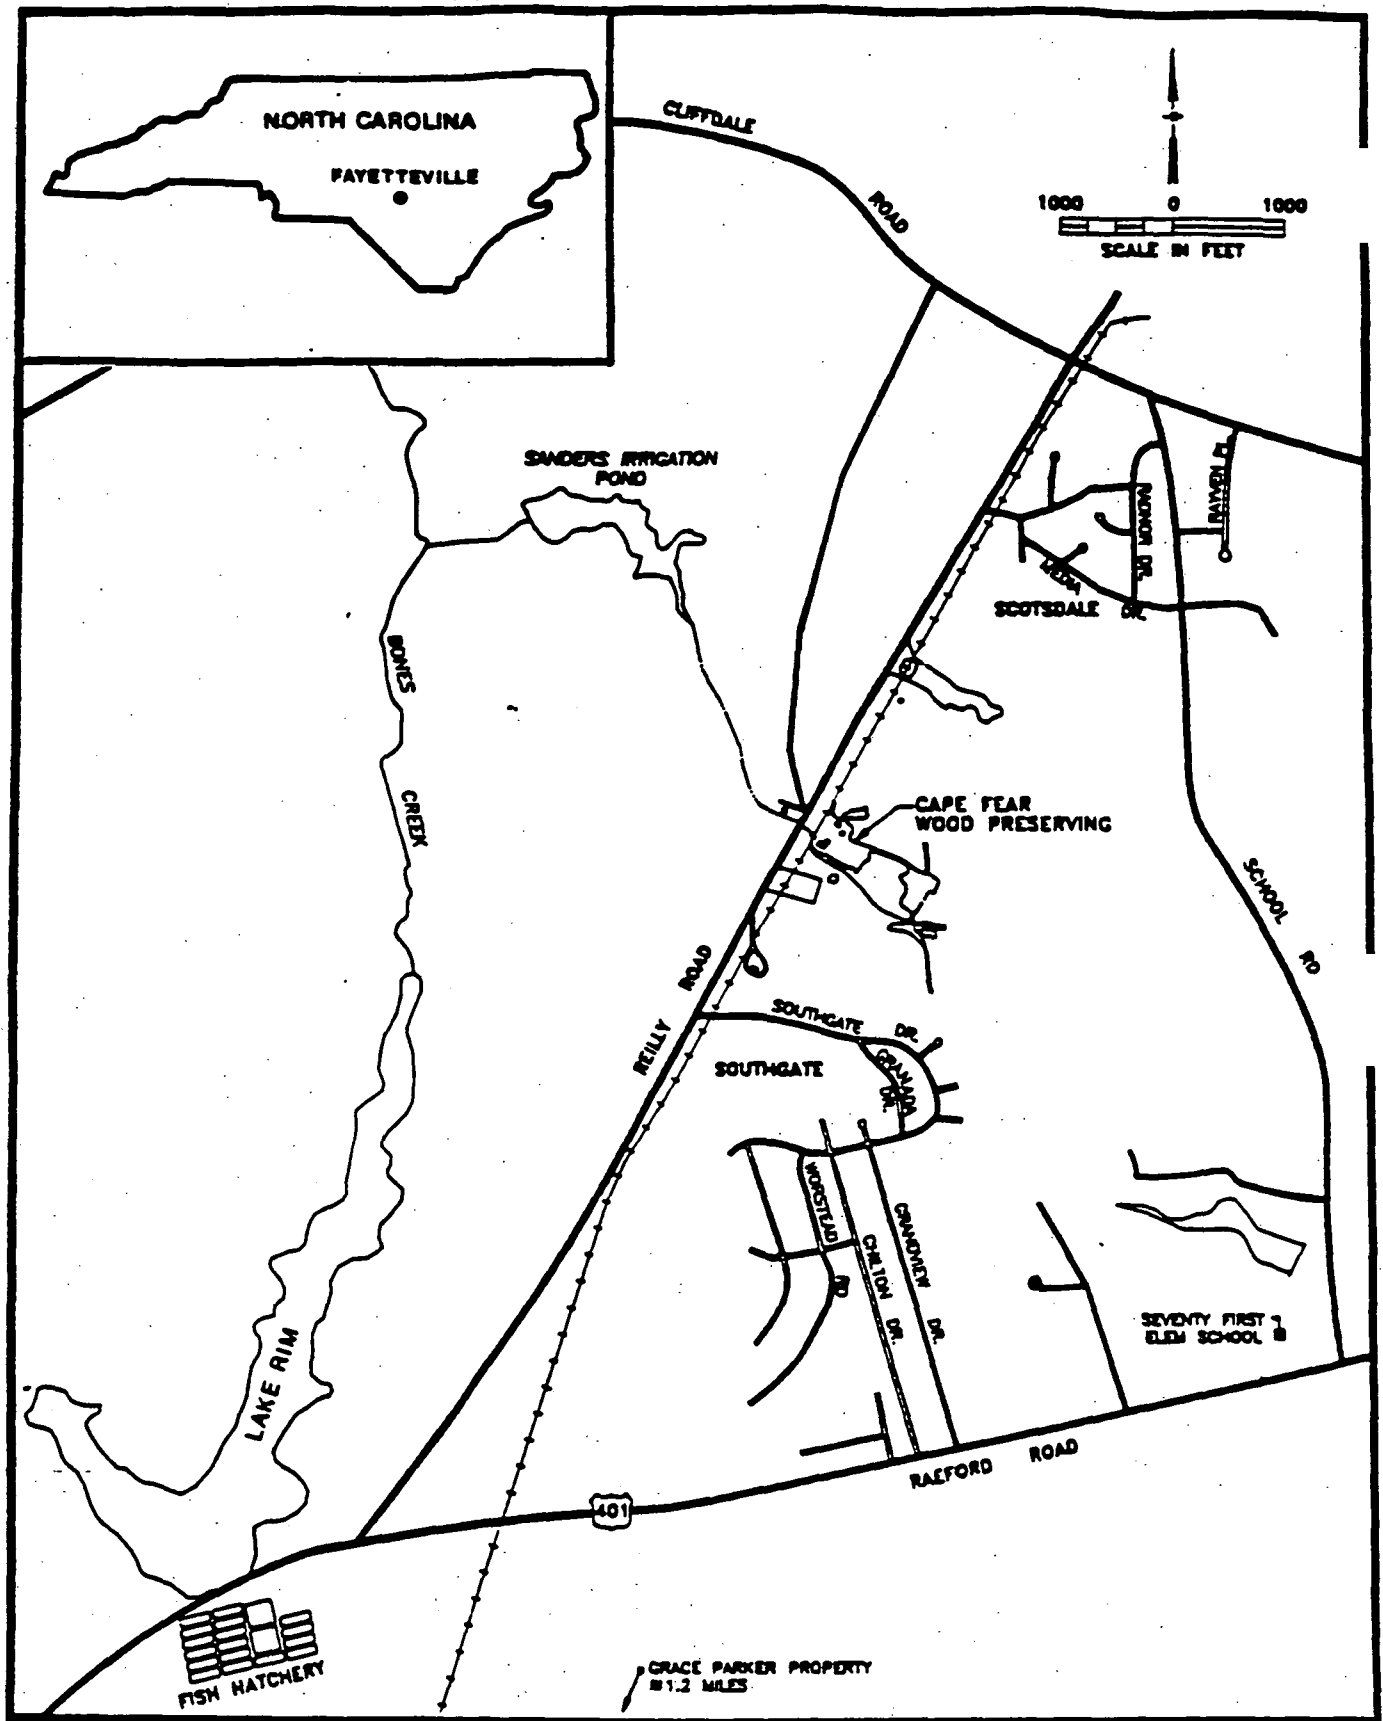 NORTH CAROLINA
FAYETTEVILLE
CLIFFDALE
ROAD
1000 0 1000
SCALE IN FEET
SANDERS IRRIGATION
POND
RADNOR DR.
RAYVEN PL
MEDIA
DR.
SCOTSDALE
BONES
CREEK
CAPE FEAR
WOOD PRESERVING
SCHOOL RD
REILLY ROAD
SOUTHGATE DR.
GRANADA
DR.
SOUTHGATE
WORSTEAD
RD
CHILTON DR.
GRANDVIEW DR.
SEVENTY FIRST
ELEM SCHOOL
LAKE RIM
401
RAEFORD ROAD
FISH HATCHERY
GRACE PARKER PROPERTY
≅1.2 MILES